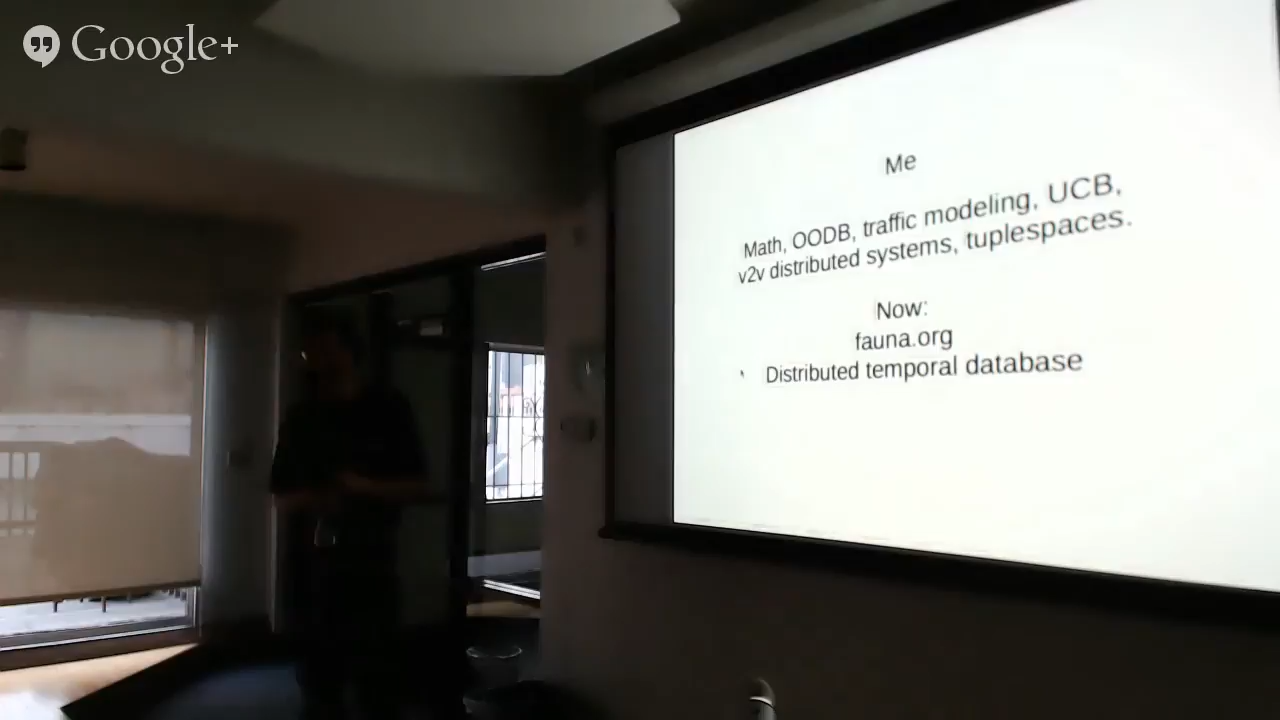 Google+
Me
Math, OODB, traffic modeling, UCB,
v2v distributed systems, tuplespaces.
Now:
fauna.org
Distributed temporal database